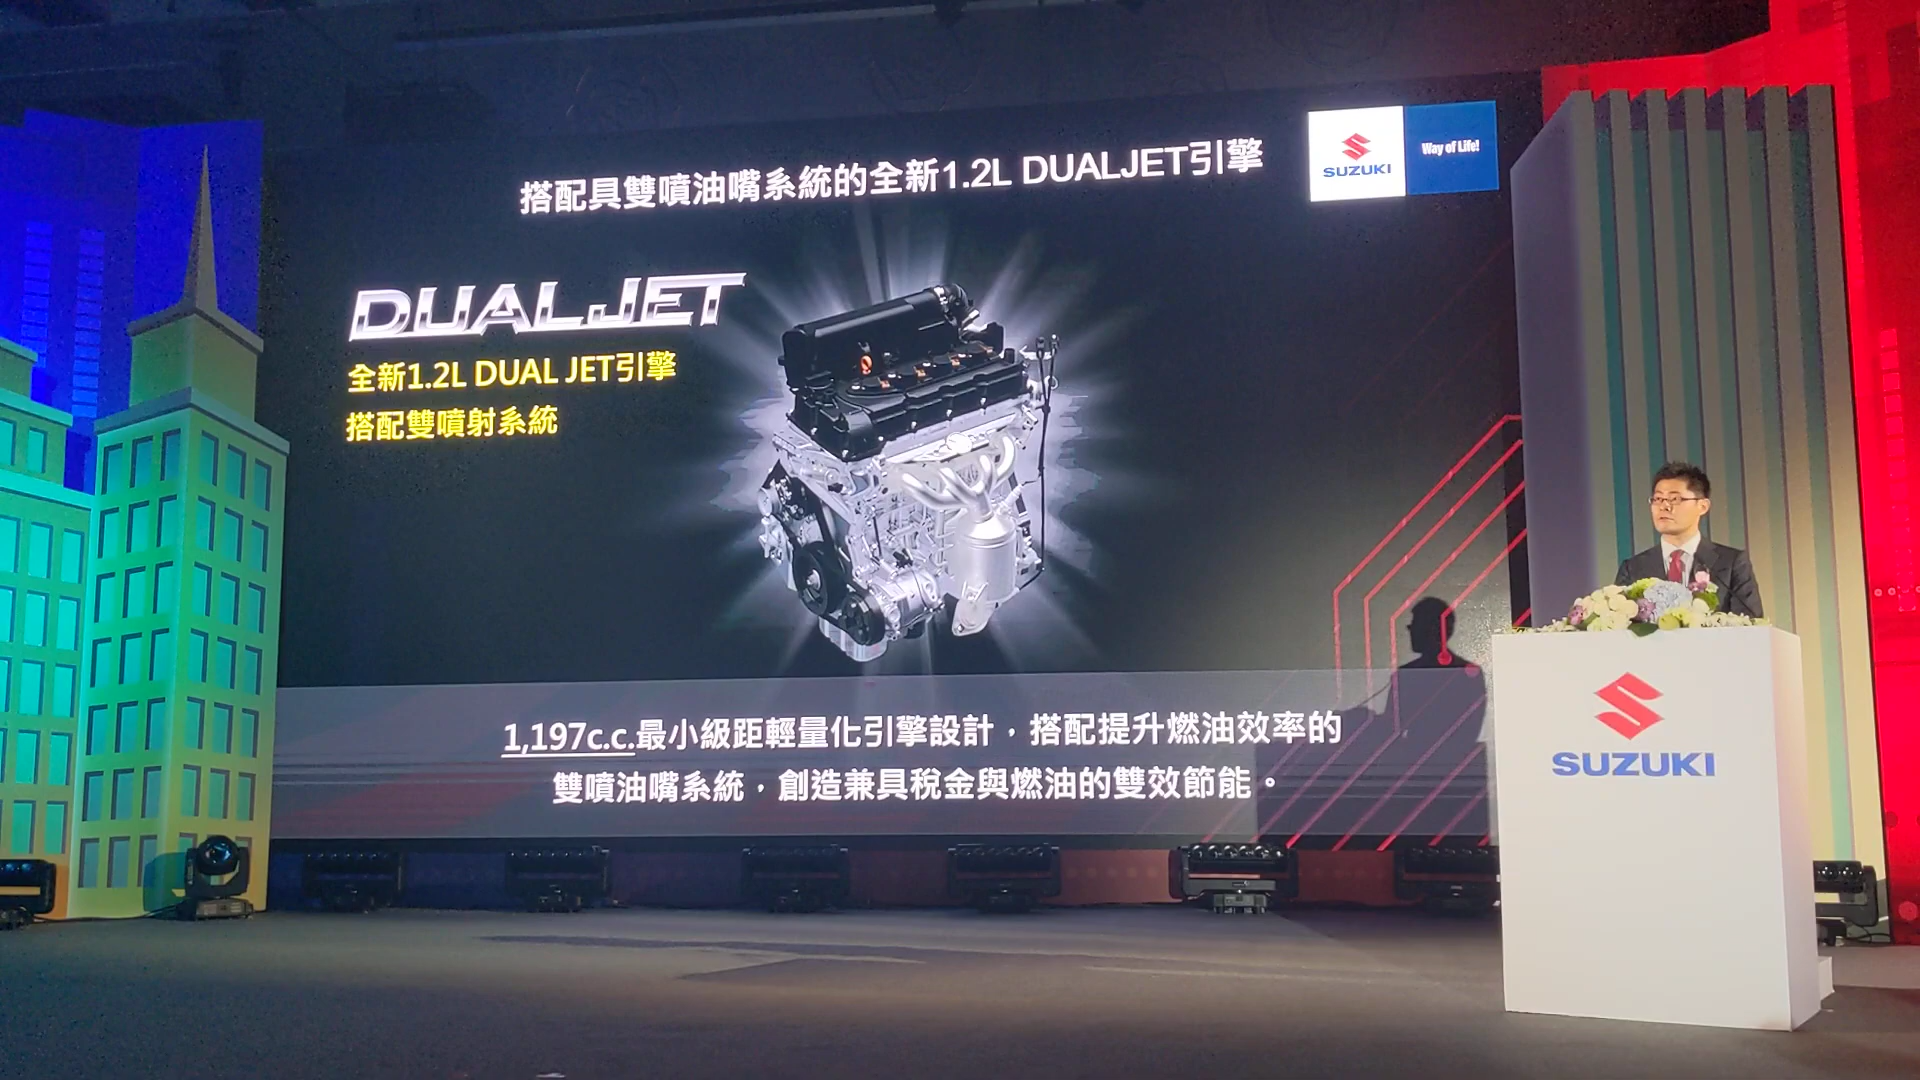 搭配具雙噴油嘴系統的全新1.2L DUALJET引擎
SUZUKI
Way of Life!
DUALJET
全新1.2L DUAL JET引擎
搭配雙噴射系統
1,197c.c.最小級距輕量化引擎設計，搭配提升燃油效率的
雙噴油嘴系統，創造兼具稅金與燃油的雙效節能。
SUZUKI